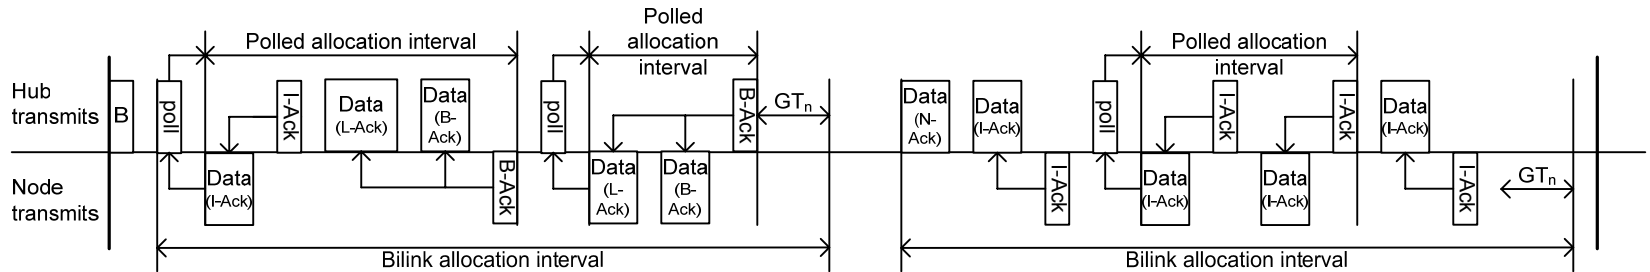 Polled
Polled allocation interval
allocation
interval
Polled allocation
interval
Hub
transmits
B
poll
I-Ack
Data
(L-Ack)
Data
(B-
Ack)
poll
B-Ack
GTn
Data
(N-
Ack)
Data
(I-Ack)
poll
I-Ack
I-Ack
Data
(I-Ack)
Node
transmits
Data
(I-Ack)
B-Ack
Data
(L-
Ack)
Data
(B-
Ack)
I-Ack
Data
(I-Ack)
Data
(I-Ack)
I-Ack
GTn
Bilink allocation interval
Bilink allocation interval